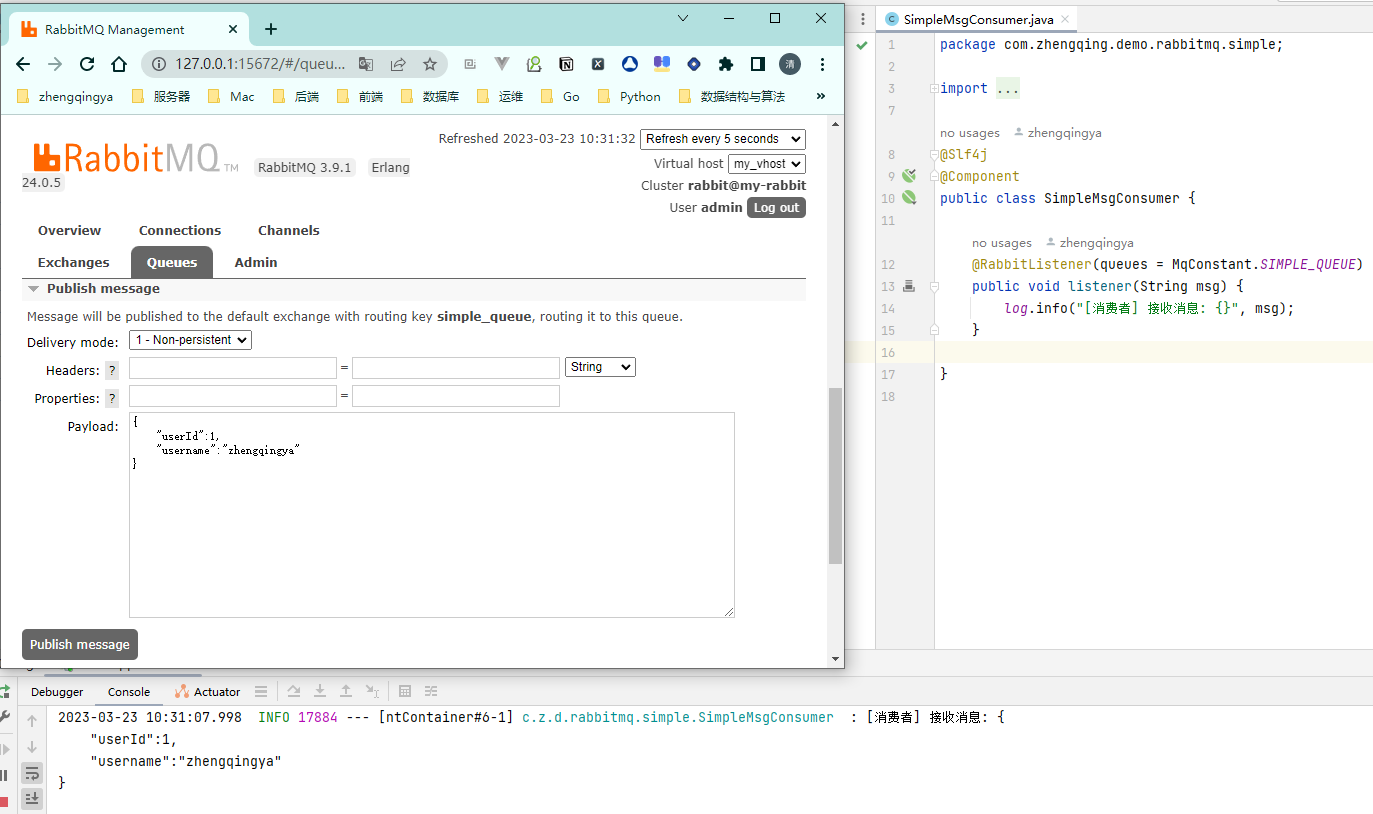 RabbitMQ Management
127.0.0.1:15672/#/queu...
zhengqingya 服务器 Mac 后端 前端 数据库 运维 Go Python 数据结构与算法 »
Refreshed 2023-03-23 10:31:32 Refresh every 5 seconds
RabbitMQ TM RabbitMQ 3.9.1 Erlang
24.0.5
Virtual host my_vhost
Cluster rabbit@my-rabbit
User admin Log out
Overview Connections Channels
Exchanges Queues Admin
Publish message
Message will be published to the default exchange with routing key simple_queue, routing it to this queue.
Delivery mode: 1 - Non-persistent
Headers: ? = String
Properties: ? =
Payload:
{
"userId":1,
"username":"zhengqingya"
}
Publish message
清
SimpleMsgConsumer.java
1 package com.zhengqing.demo.rabbitmq.simple;
2
3 import ...
7
no usages zhengqingya
8 @Slf4j
9 @Component
10 public class SimpleMsgConsumer {
11
no usages zhengqingya
12 @RabbitListener(queues = MqConstant.SIMPLE_QUEUE)
13 public void listener(String msg) {
14 log.info("[消费者] 接收消息: {}", msg);
15 }
16
17 }
18
Debugger Console Actuator
2023-03-23 10:31:07.998 INFO 17884 --- [ntContainer#6-1] c.z.d.rabbitmq.simple.SimpleMsgConsumer : [消费者] 接收消息: {
"userId":1,
"username":"zhengqingya"
}